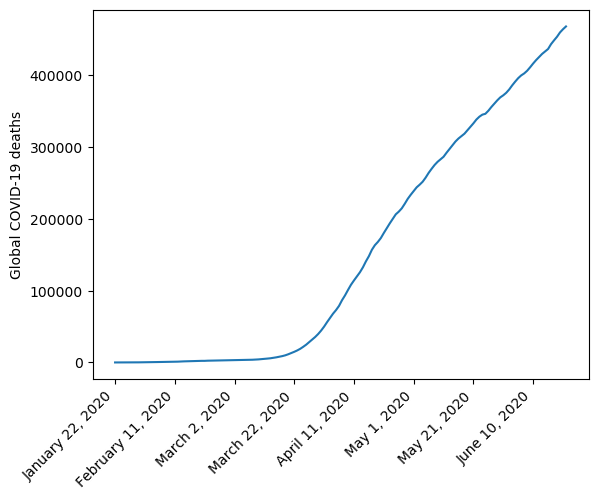 Global COVID-19 deaths
400000
300000
200000
100000
0
January 22, 2020
February 11, 2020
March 2, 2020
March 22, 2020
April 11, 2020
May 1, 2020
May 21, 2020
June 10, 2020